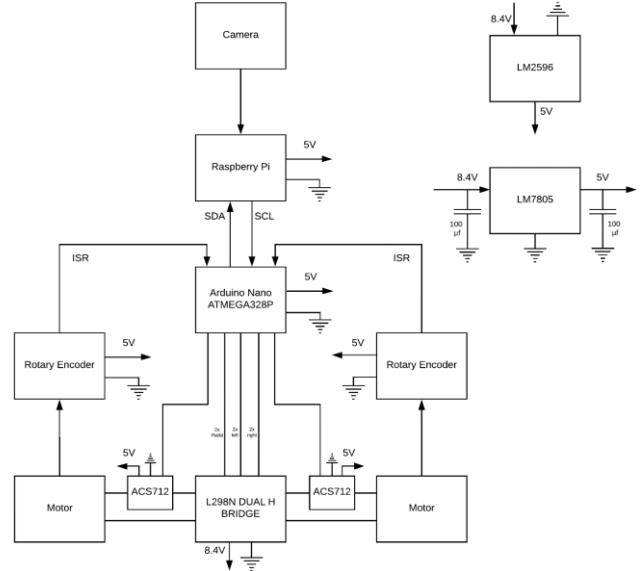 Camera
8.4V
LM2596
5V
Raspberry Pi
5V
SDA
SCL
8.4V
LM7805
5V
100
µf
100
µf
ISR
ISR
Arduino Nano
ATMEGA328P
5V
Rotary Encoder
5V
5V
Rotary Encoder
2x
2x
left
2x
right
5V
5V
Motor
ACS712
L298N DUAL H
BRIDGE
ACS712
Motor
8.4V